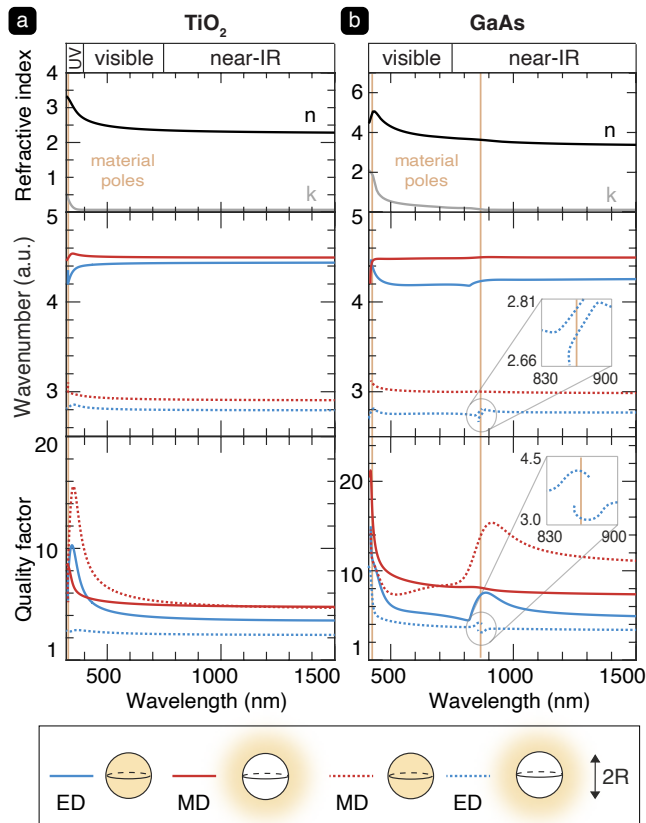 a TiO2 b GaAs
UV visible near-IR visible near-IR
Refractive index
5
4
3
2
1
n
material
poles
k
6
4
2
n
material
poles
k
Wavenumber (a.u.)
5
4
3
2.81
2.66
830 900
Quality factor
20
10
1
20
10
1
4.5
3.0
830 900
500 1000 1500 500 1000 1500
Wavelength (nm) Wavelength (nm)
ED MD MD ED 2R